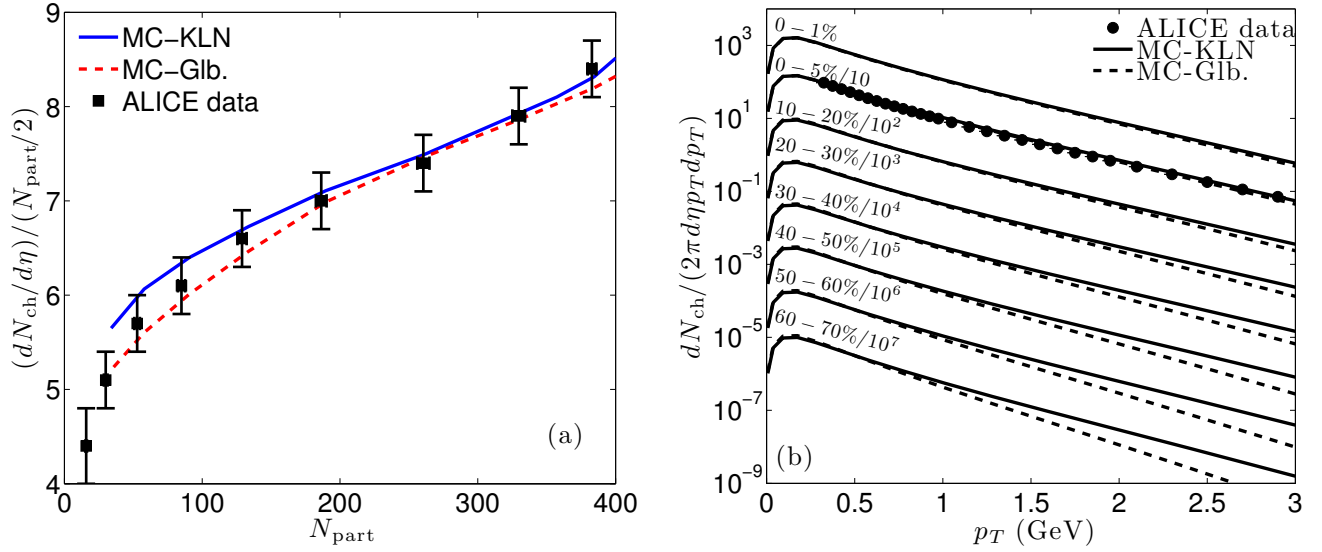 9
8
7
6
5
4
0
100
200
300
400
(dN_ch/dη)/(N_part/2)
N_part
MC−KLN
MC−Glb.
ALICE data
(a)
10^3
10^1
10^-1
10^-3
10^-5
10^-7
10^-9
0
0.5
1
1.5
2
2.5
3
dN_ch/(2πdηp_T dp_T)
p_T (GeV)
ALICE data
MC-KLN
MC-Glb.
0 − 1%
0 − 5%/10
10 − 20%/10^2
20 − 30%/10^3
30 − 40%/10^4
40 − 50%/10^5
50 − 60%/10^6
60 − 70%/10^7
(b)